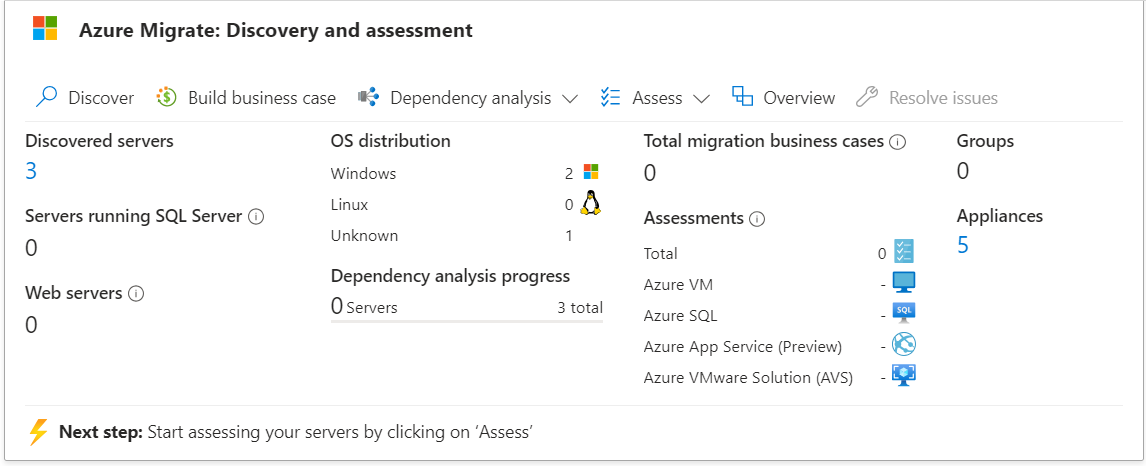 Azure Migrate: Discovery and assessment
Discover Build business case Dependency analysis Assess Overview Resolve issues
Discovered servers
3
Servers running SQL Server
0
Web servers
0
OS distribution
Windows 2
Linux 0
Unknown 1
Dependency analysis progress
0 Servers 3 total
Total migration business cases
0
Assessments
Total 0
Azure VM -
Azure SQL - SQL
Azure App Service (Preview) -
Azure VMware Solution (AVS) -
Groups
0
Appliances
5
Next step: Start assessing your servers by clicking on ‘Assess’